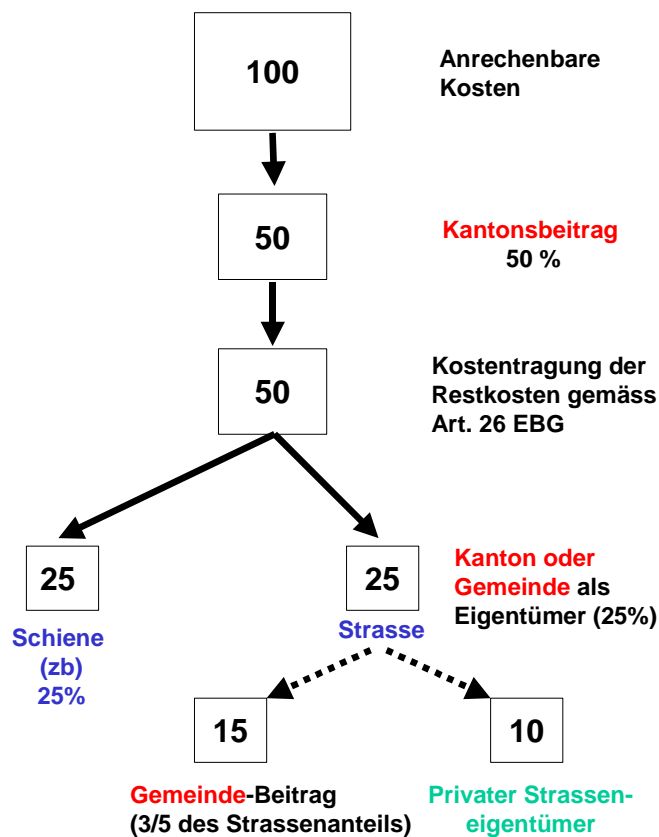 100
Anrechenbare
Kosten
50
Kantonsbeitrag
50 %
50
Kostentragung der
Restkosten gemäss
Art. 26 EBG
25
Schiene
(zb)
25%
25
Strasse
Kanton oder
Gemeinde als
Eigentümer (25%)
15
Gemeinde-Beitrag
(3/5 des Strassenanteils)
10
Privater Strassen-
eigentümer